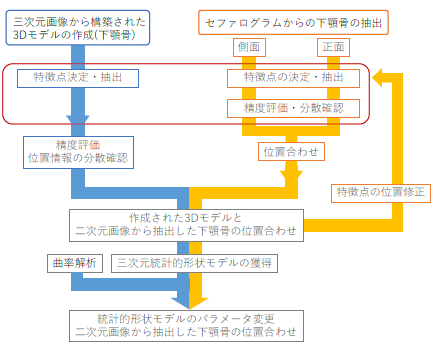 三次元画像から構築された
3Dモデルの作成(下顎骨)
セファログラムからの下顎骨の抽出
側面
正面
特徴点決定・抽出
特徴点の決定・抽出
精度評価・分散確認
精度評価
位置情報の分散確認
位置合わせ
特徴点の位置修正
作成された3Dモデルと
二次元画像から抽出した下顎骨の位置合わせ
曲率解析
三次元統計的形状モデルの獲得
統計的形状モデルのパラメータ変更
二次元画像から抽出した下顎骨の位置合わせ